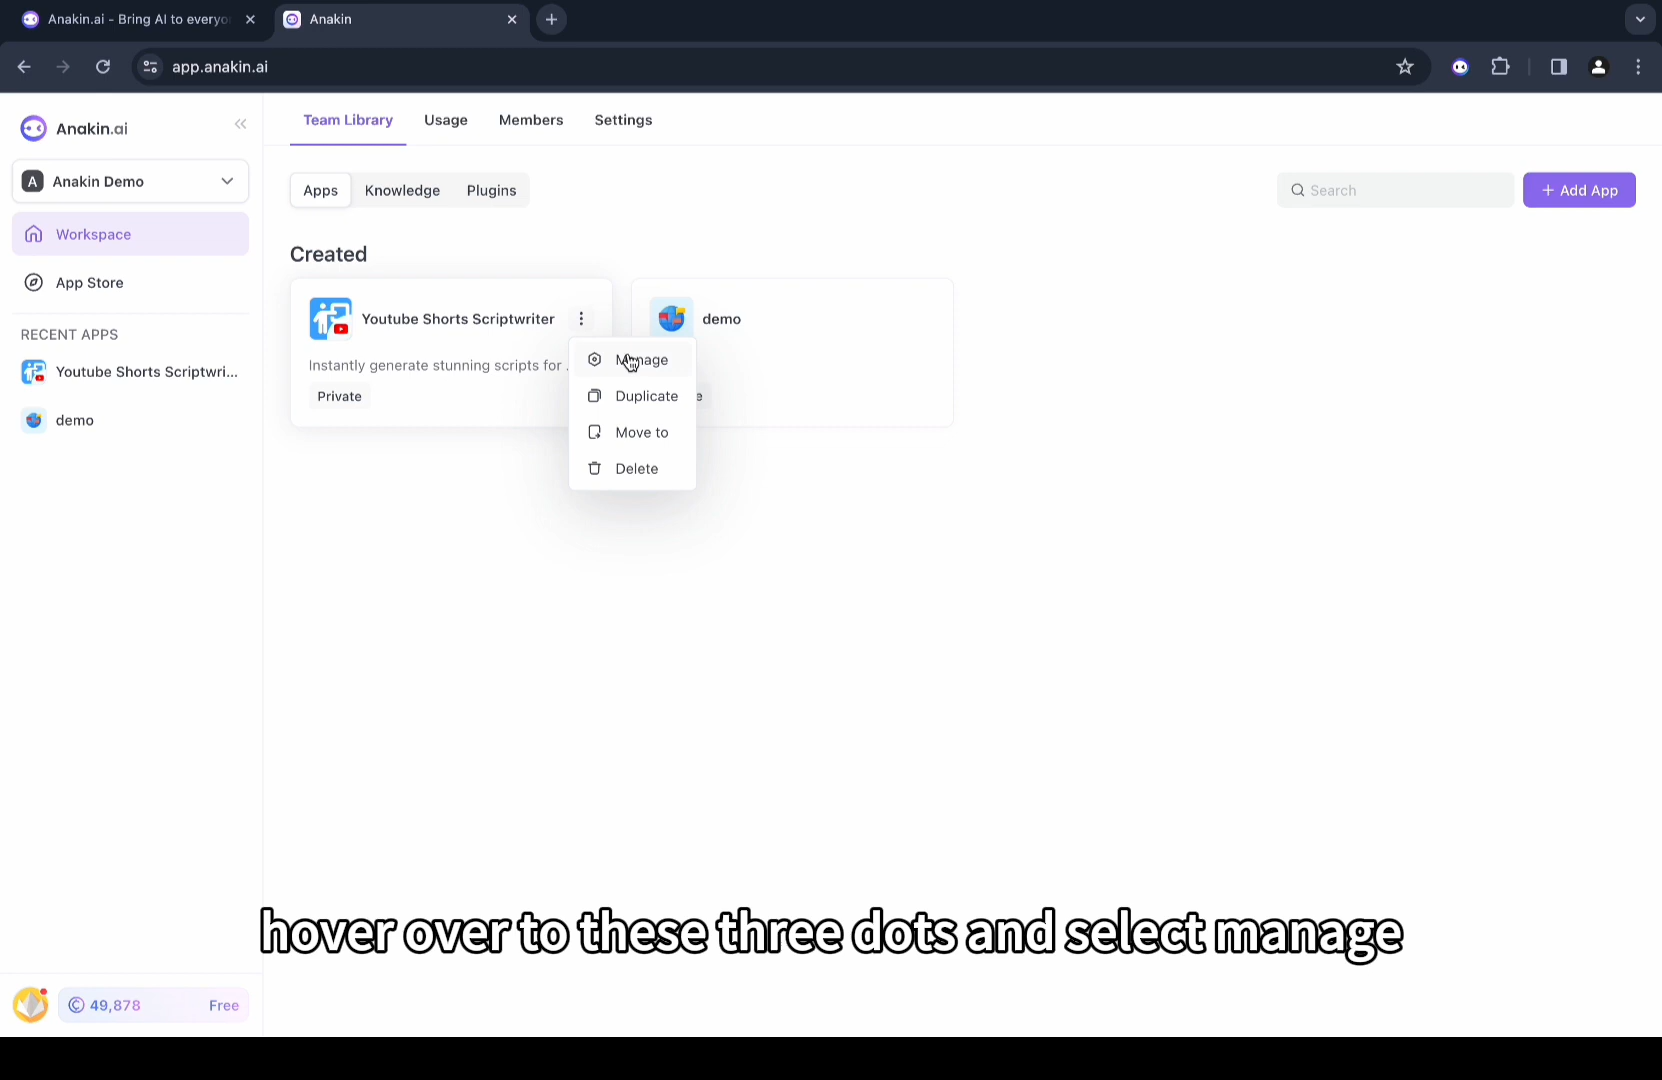 Anakin.ai - Bring AI to everyo
Anakin
app.anakin.ai
Anakin.ai
Team Library
Usage
Members
Settings
A
Anakin Demo
Apps
Knowledge
Plugins
Search
+ Add App
Workspace
App Store
Created
Youtube Shorts Scriptwriter
demo
RECENT APPS
Youtube Shorts Scriptwri...
demo
Instantly generate stunning scripts for .
Private
Manage
Duplicate
e
Move to
Delete
hover over to these three dots and select manage
49,878
Free